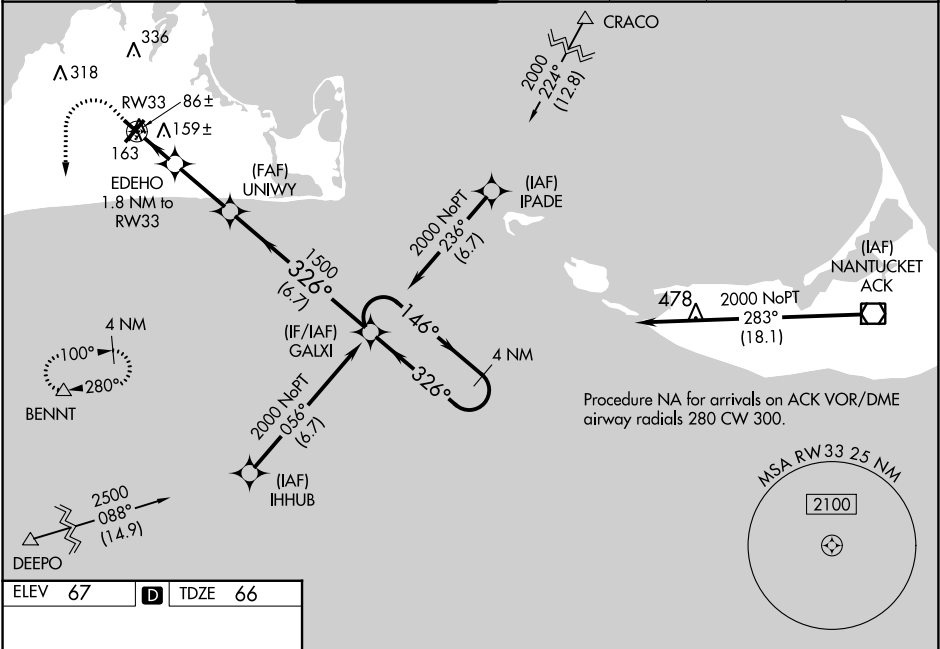 CRACO
336
318
2000
224°
(12.8)
RW33
86±
159±
163
EDEHO
1.8 NM to
RW33
(FAF)
UNIWY
(IAF)
IPADE
2000 NoPT
236°
(6.7)
1500
326°
(6.7)
(IAF)
NANTUCKET
ACK
478
2000 NoPT
283°
(18.1)
(IF/IAF)
GALXI
146°
326°
4 NM
4 NM
100°
280°
BENNT
2000 NoPT
056°
(6.7)
(IAF)
IHHUB
Procedure NA for arrivals on ACK VOR/DME
airway radials 280 CW 300.
MSA RW33 25 NM
2100
2500
088°
(14.9)
DEEPO
ELEV 67 D TDZE 66